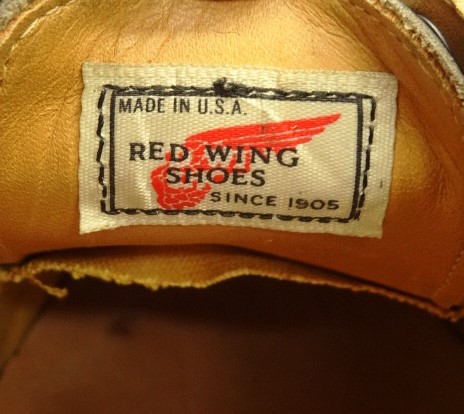 MADE IN U.S.A.
RED WING
SHOES
SINCE 1905